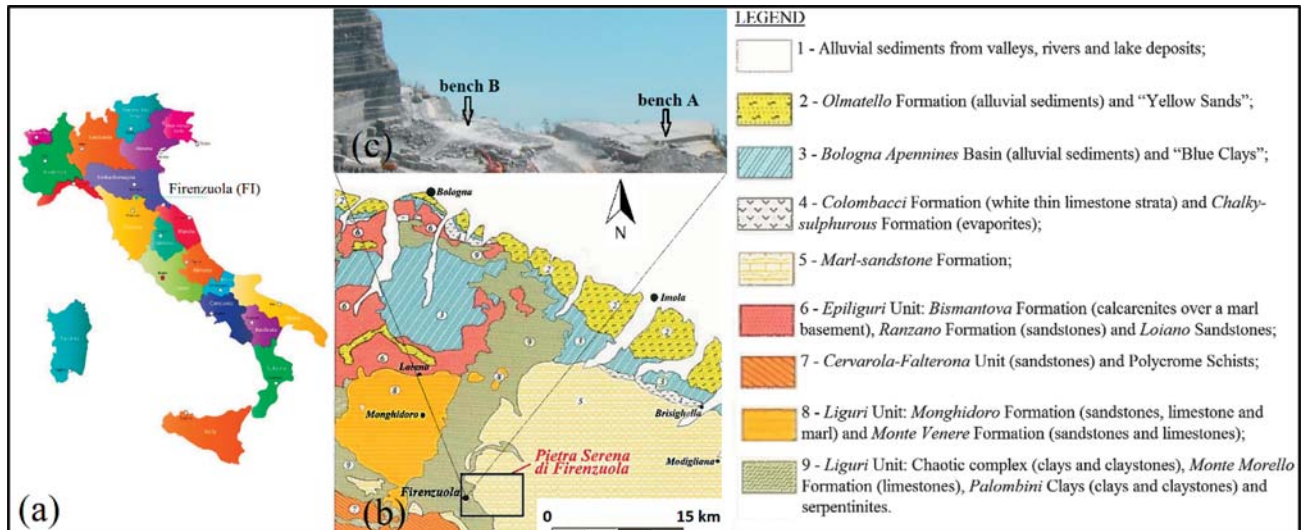 Firenzuola (FI)
(a)
(c)
bench B
bench A
N
Bologna
Imola
Loiano
Monghidoro
Brisighella
Modigliana
Pietra Serena
di Firenzuola
Firenzuola
(b)
0 15 km
LEGEND
1 - Alluvial sediments from valleys, rivers and lake deposits;
2 - Olmatello Formation (alluvial sediments) and “Yellow Sands”;
3 - Bologna Apennines Basin (alluvial sediments) and “Blue Clays”;
4 - Colombacci Formation (white thin limestone strata) and Chalky-
sulphurous Formation (evaporites);
5 - Marl-sandstone Formation;
6 - Epiliguri Unit: Bismantova Formation (calcarenites over a marl
basement), Ranzano Formation (sandstones) and Loiano Sandstones;
7 - Cervarola-Falterona Unit (sandstones) and Polycrome Schists;
8 - Liguri Unit: Monghidoro Formation (sandstones, limestone and
marl) and Monte Venere Formation (sandstones and limestones);
9 - Liguri Unit: Chaotic complex (clays and claystones), Monte Morello
Formation (limestones), Palombini Clays (clays and claystones) and
serpentinites.